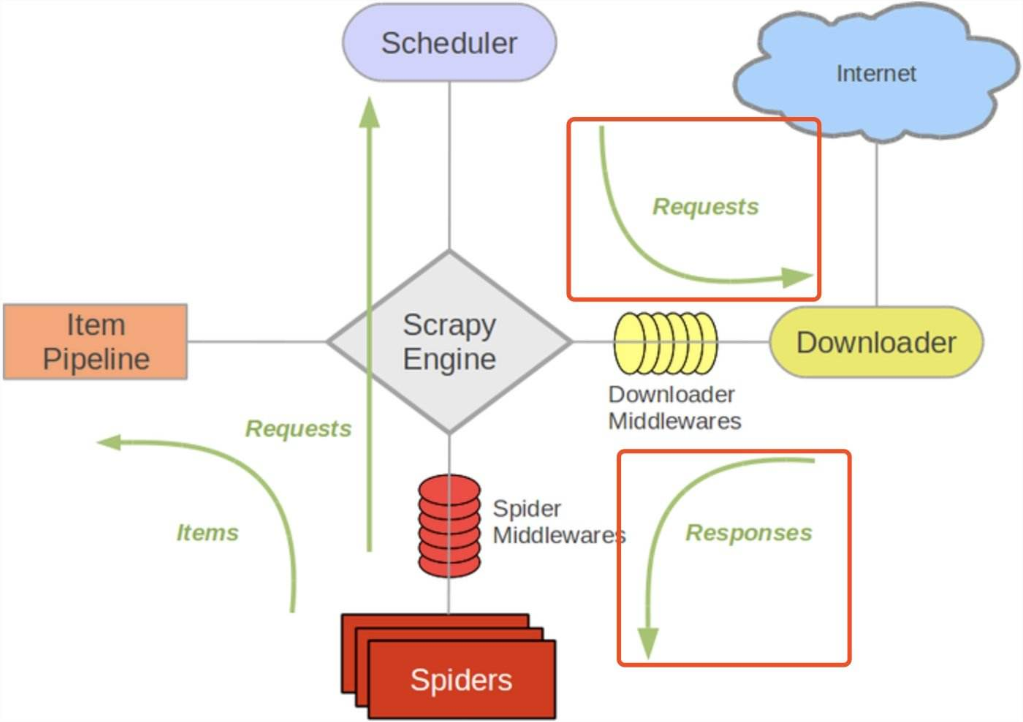 Scheduler
Internet
Requests
Item
Pipeline
Scrapy
Engine
Downloader
Downloader
Middlewares
Requests
Items
Spider
Middlewares
Responses
Spiders